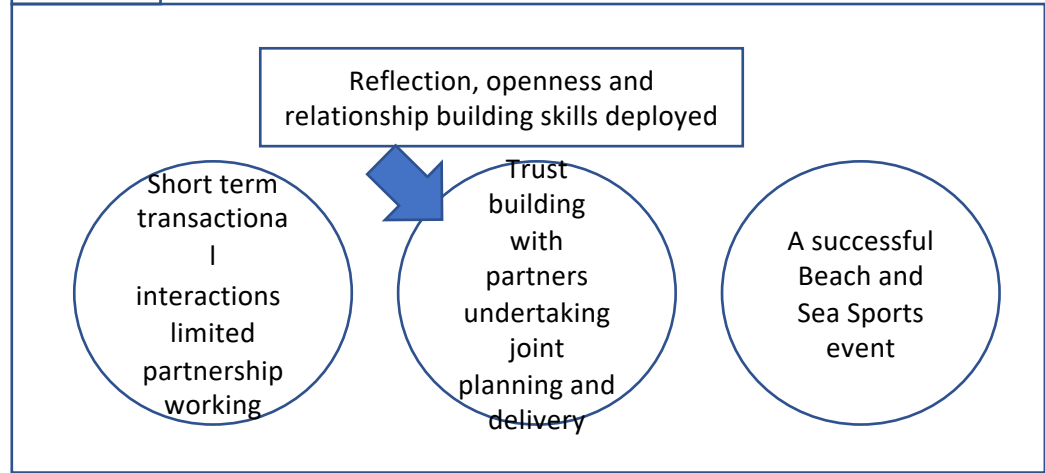 Reflection, openness and
relationship building skills deployed
Short term
transactiona
l
interactions
limited
partnership
working
Trust
building
with
partners
undertaking
joint
planning and
delivery
A successful
Beach and
Sea Sports
event